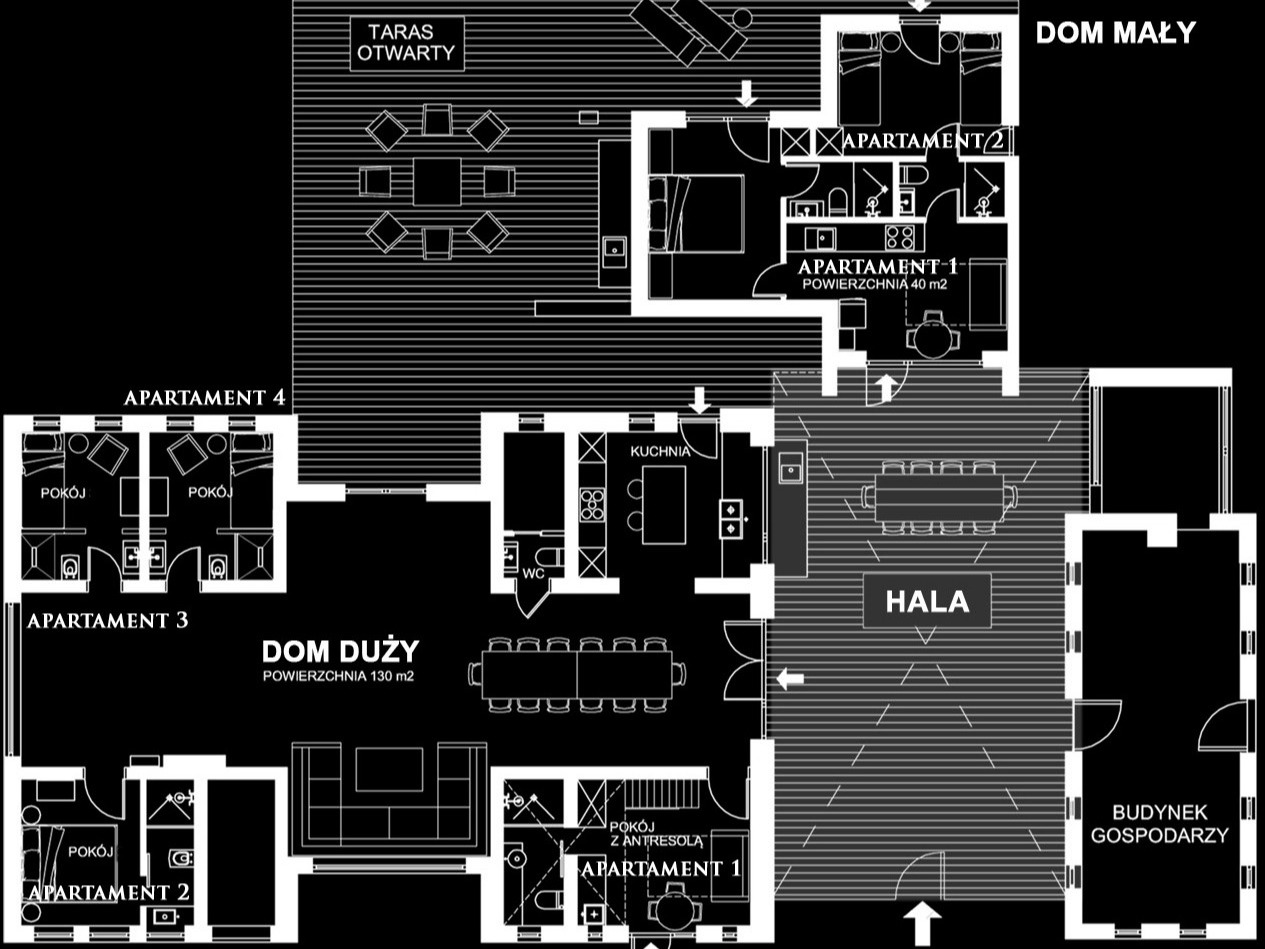 TARAS
OTWARTY
DOM MAŁY
APARTAMENT 2
APARTAMENT 1
POWIERZCHNIA 40 m2
APARTAMENT 4
KUCHNIA
POKÓJ
POKÓJ
WC
HALA
APARTAMENT 3
DOM DUŻY
POWIERZCHNIA 130 m2
BUDYNEK
GOSPODARZY
POKÓJ
Z ANTRESOLĄ
POKÓJ
APARTAMENT 1
APARTAMENT 2